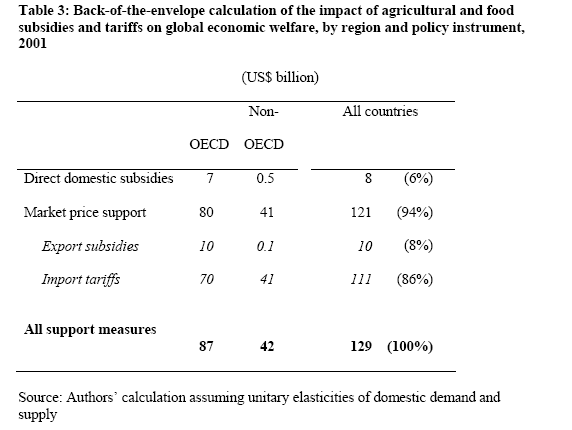 Table 3: Back-of-the-envelope calculation of the impact of agricultural and food
subsidies and tariffs on global economic welfare, by region and policy instrument,
2001
(US$ billion)
Non- All countries
OECD OECD
Direct domestic subsidies 7 0.5 8 (6%)
Market price support 80 41 121 (94%)
Export subsidies 10 0.1 10 (8%)
Import tariffs 70 41 111 (86%)
All support measures
87 42 129 (100%)
Source: Authors' calculation assuming unitary elasticities of domestic demand and
supply